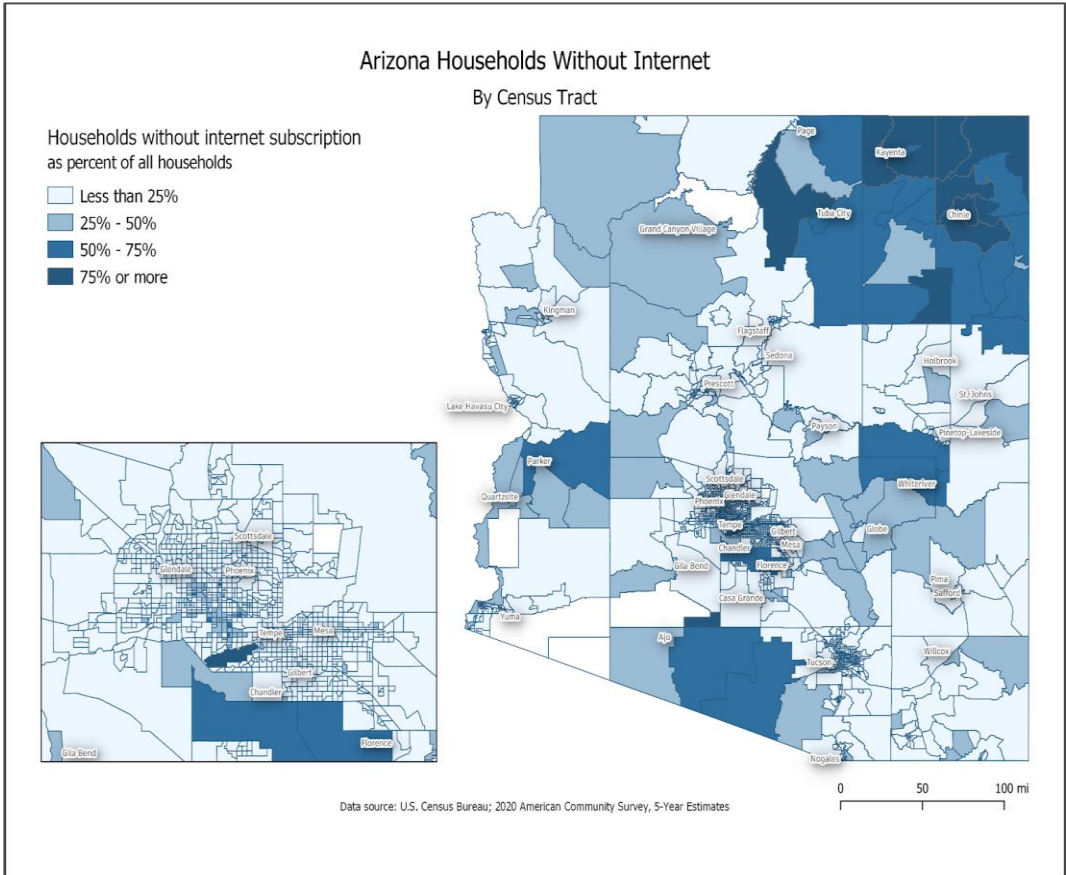 Arizona Households Without Internet
By Census Tract
Households without internet subscription
as percent of all households
Less than 25%
25% - 50%
50% - 75%
75% or more
Page
Kayenta
Tuba City
Chinle
Grand Canyon Village
Kingman
Flagstaff
Sedona
Holbrook
Prescott
St. Johns
Lake Havasu City
Payson
Pinetop-Lakeside
Parker
Scottsdale
Whiteriver
Quartzsite
Phoenix
Glendale
Tempe
Gilbert
Globe
Chandler
Mesa
Gila Bend
Florence
Pima
Safford
Casa Grande
Yuma
Ajo
Tucson
Willcox
Nogales
Scottsdale
Glendale
Phoenix
Tempe
Mesa
Gilbert
Chandler
Florence
Gila Bend
0 50 100 mi
Data source: U.S. Census Bureau; 2020 American Community Survey, 5-Year Estimates